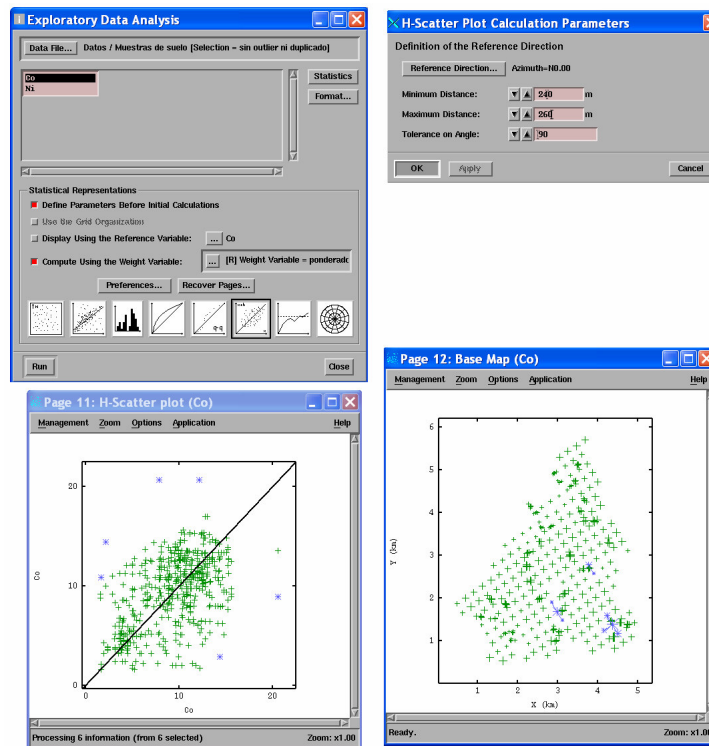 Exploratory Data Analysis
Data File... Datos / Muestras de suelo [Selection = sin outlier ni duplicado]
Co
Ni
Statistics
Format...
Statistical Representations
Define Parameters Before Initial Calculations
Use the Grid Organization
Display Using the Reference Variable: ... Co
Compute Using the Weight Variable: ... [R] Weight Variable = ponderado
Preferences... Recover Pages...
Run Close
H-Scatter Plot Calculation Parameters
Definition of the Reference Direction
Reference Direction... Azimuth=N0.00
Minimum Distance: 240 m
Maximum Distance: 260 m
Tolerance on Angle: 90
OK Apply Cancel
Page 11: H-Scatter plot (Co)
Management Zoom Options Application Help
20
10
0
Co
0 10 20
Co
Processing 6 information (from 6 selected) Zoom: x1.00
Page 12: Base Map (Co)
Management Zoom Options Application Help
6
5
4
3
2
1
Y (km)
1 2 3 4 5
X (km)
Ready. Zoom: x1.00